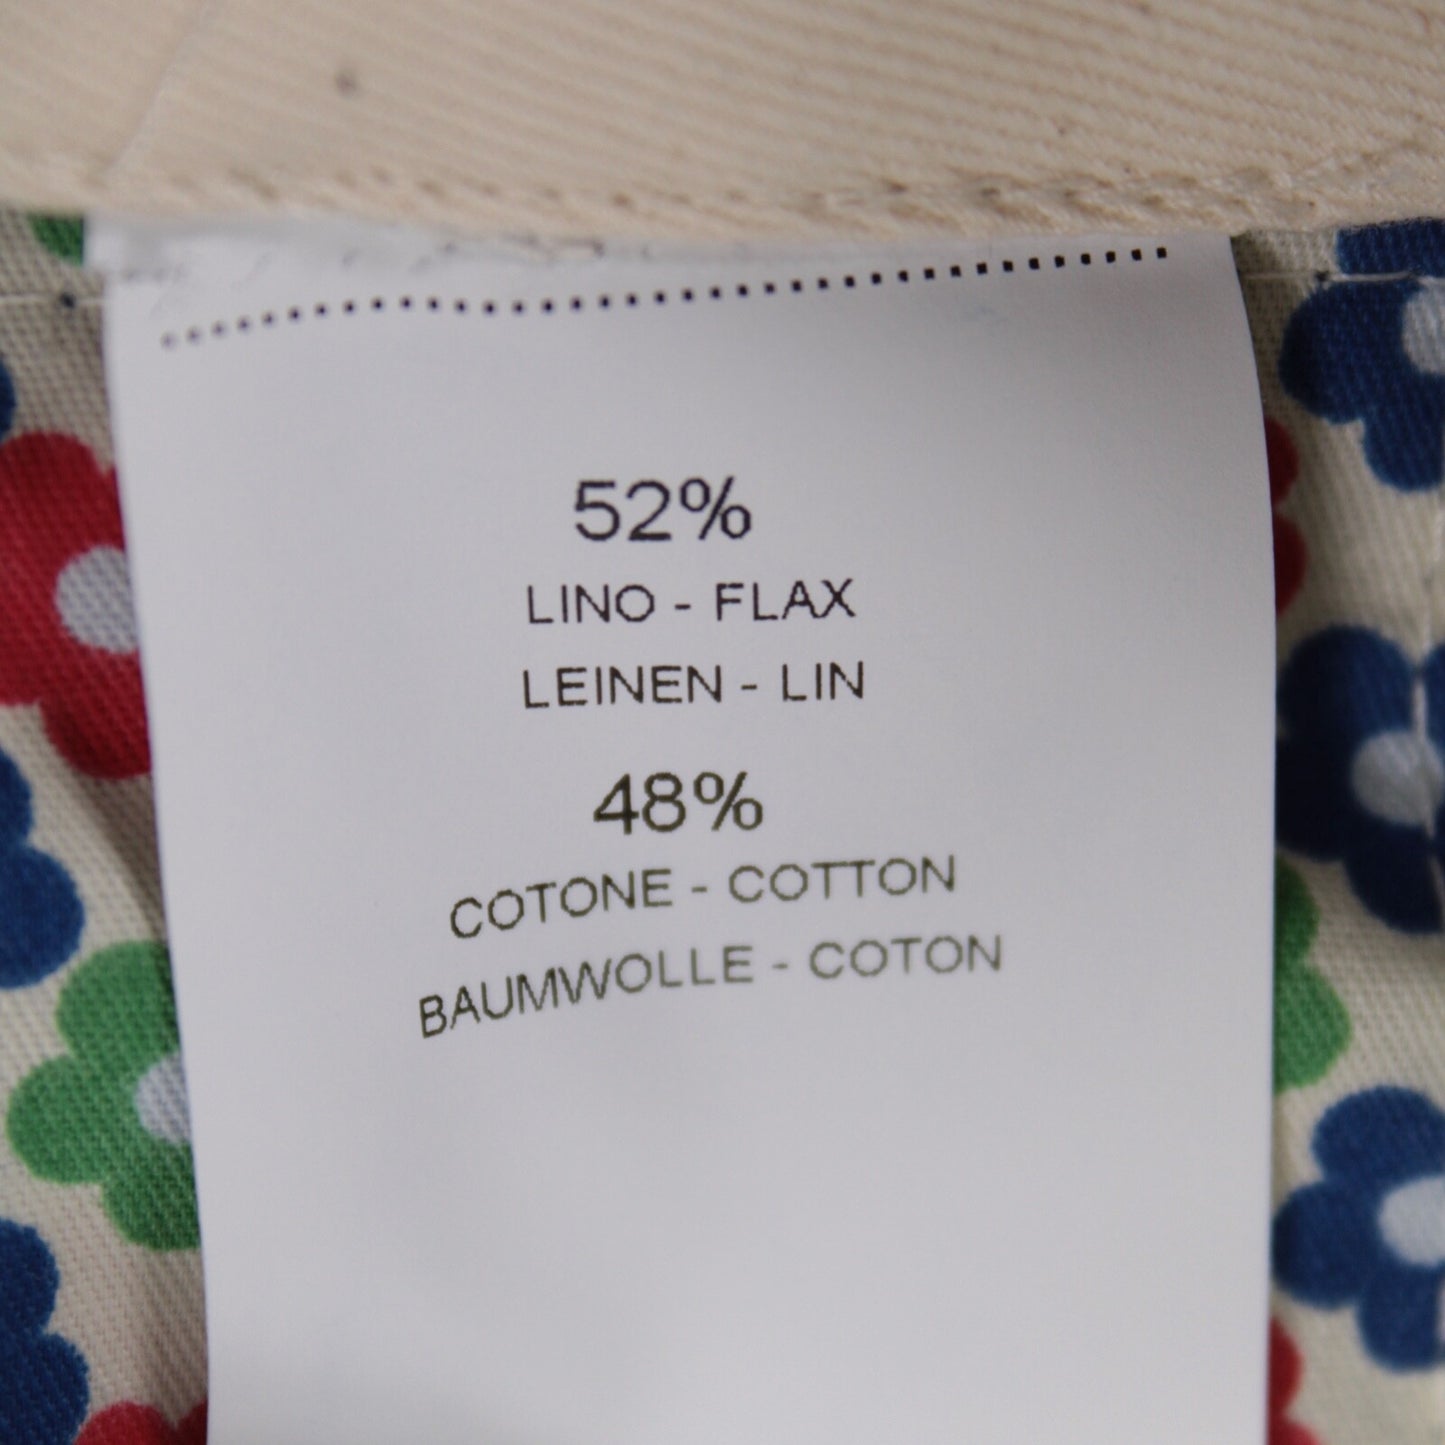 52%
LINO - FLAX
LEINEN - LIN
48%
COTONE - COTTON
BAUMWOLLE - COTON